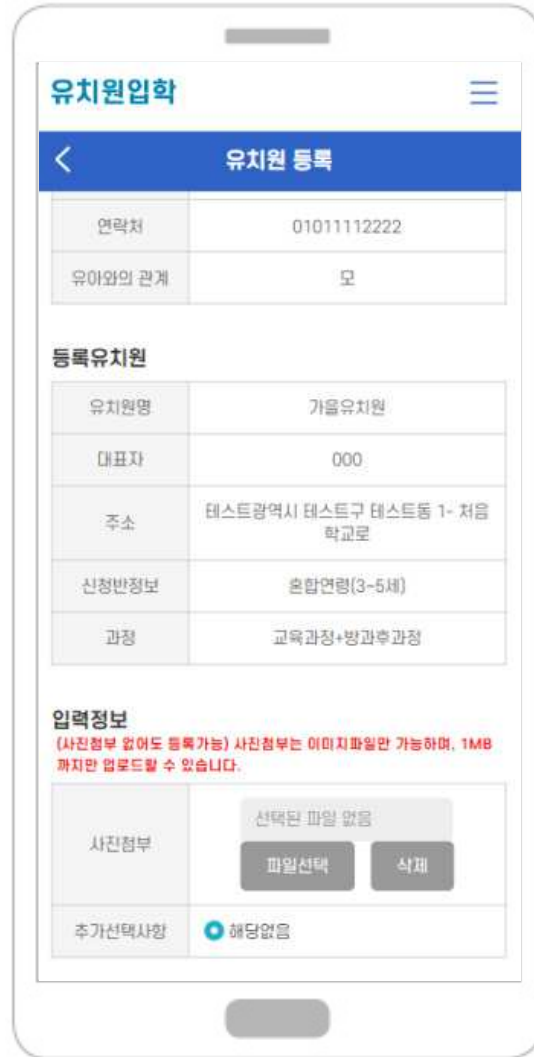 유치원입학
유치원 등록
연락처 01011112222
유아와의 관계 모
등록유치원
유치원명 가을유치원
대표자 000
주소 테스트광역시 테스트구 테스트동 1- 처음
학교로
신청반정보 혼합연령(3~5세)
과정 교육과정+방과후과정
입력정보
(사진첨부 없어도 등록가능) 사진첨부는 이미지파일만 가능하며, 1MB
까지만 업로드할 수 있습니다.
선택된 파일 없음
사진첨부
파일선택 삭제
추가선택사항 해당없음